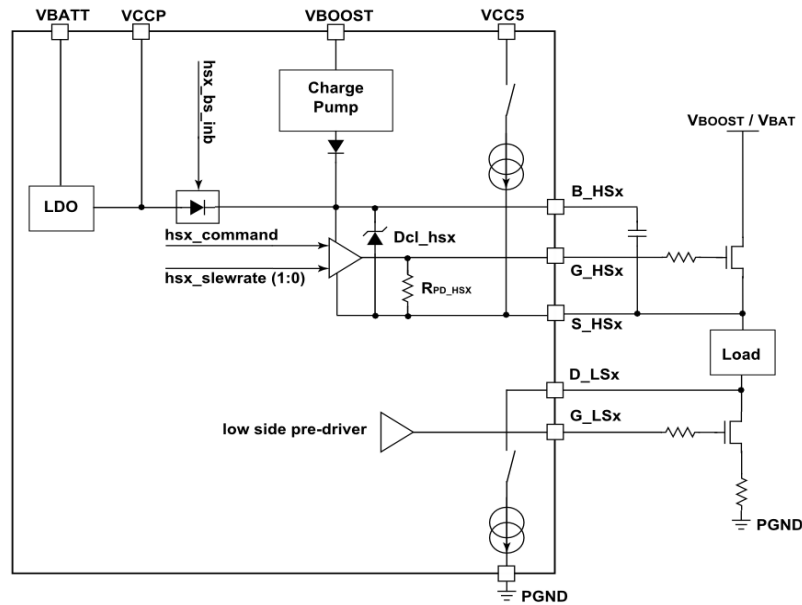 VBATT
VCCP
VBOOST
VCC5
hsx_bs_inb
Charge
Pump
VBOOST / VBAT
LDO
B_HSx
hsx_command
Dcl_hsx
G_HSx
hsx_slewrate (1:0)
RPD_HSX
S_HSx
Load
D_LSx
G_LSx
low side pre-driver
PGND
PGND